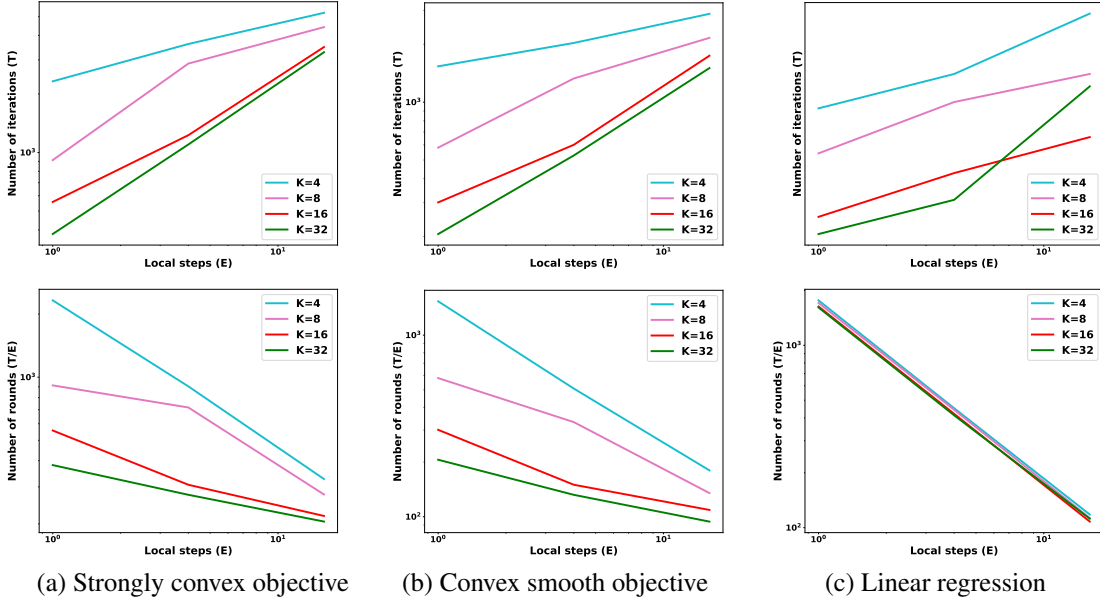 Number of iterations (T)
10³
K=4
K=8
K=16
K=32
10⁰
10¹
Local steps (E)
Number of iterations (T)
10³
K=4
K=8
K=16
K=32
10⁰
10¹
Local steps (E)
Number of iterations (T)
K=4
K=8
K=16
K=32
10⁰
10¹
Local steps (E)
Number of rounds (T/E)
10³
K=4
K=8
K=16
K=32
10⁰
10¹
Local steps (E)
Number of rounds (T/E)
10³
10²
K=4
K=8
K=16
K=32
10⁰
10¹
Local steps (E)
Number of rounds (T/E)
10³
10²
K=4
K=8
K=16
K=32
10⁰
10¹
Local steps (E)
(a) Strongly convex objective
(b) Convex smooth objective
(c) Linear regression